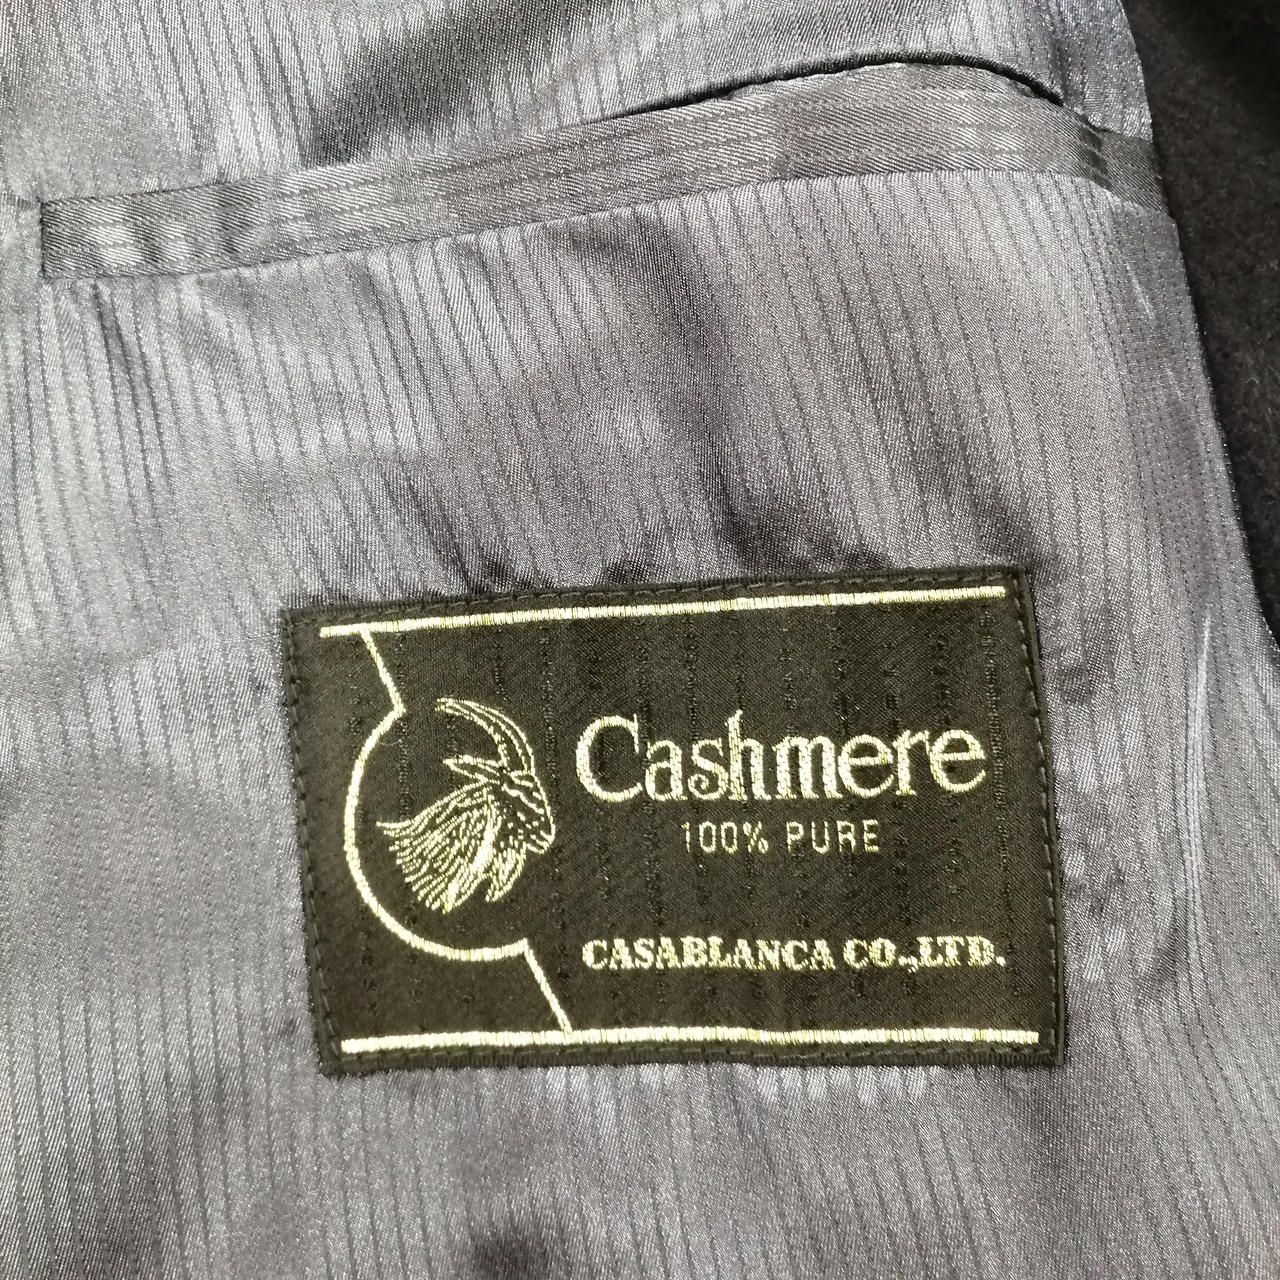 Cashmere
100% PURE
CASABLANCA CO.,LTD.